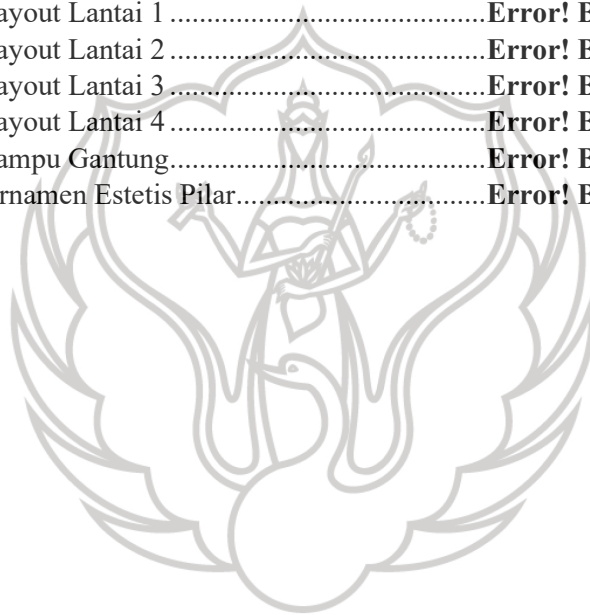 ayout Lantai 1 ............................................Error! B
ayout Lantai 2 ............................................Error! B
ayout Lantai 3 ............................................Error! B
ayout Lantai 4 ............................................Error! B
ampu Gantung............................................Error! B
rnamen Estetis Pilar...................................Error! B